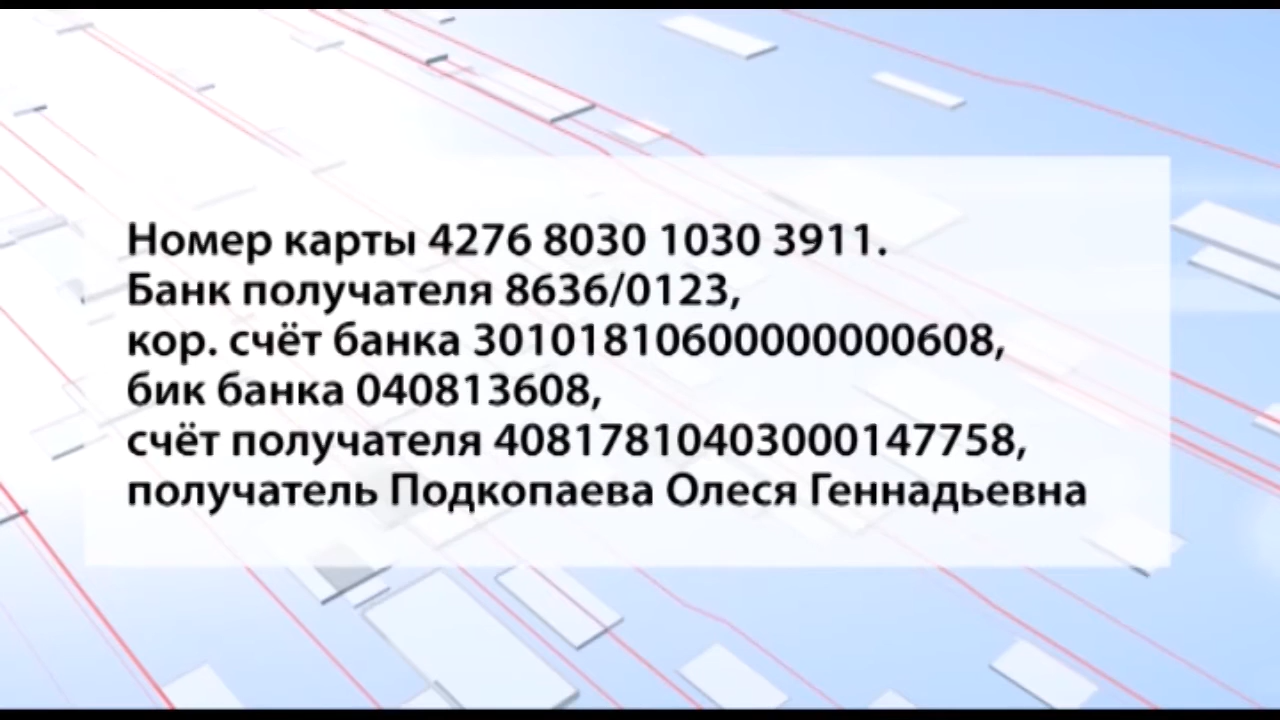 Номер карты 4276 8030 1030 3911.
Банк получателя 8636/0123,
кор. счёт банка 30101810600000000608,
бик банка 040813608,
счёт получателя 40817810403000147758,
получатель Подкопаева Олеся Геннадьевна